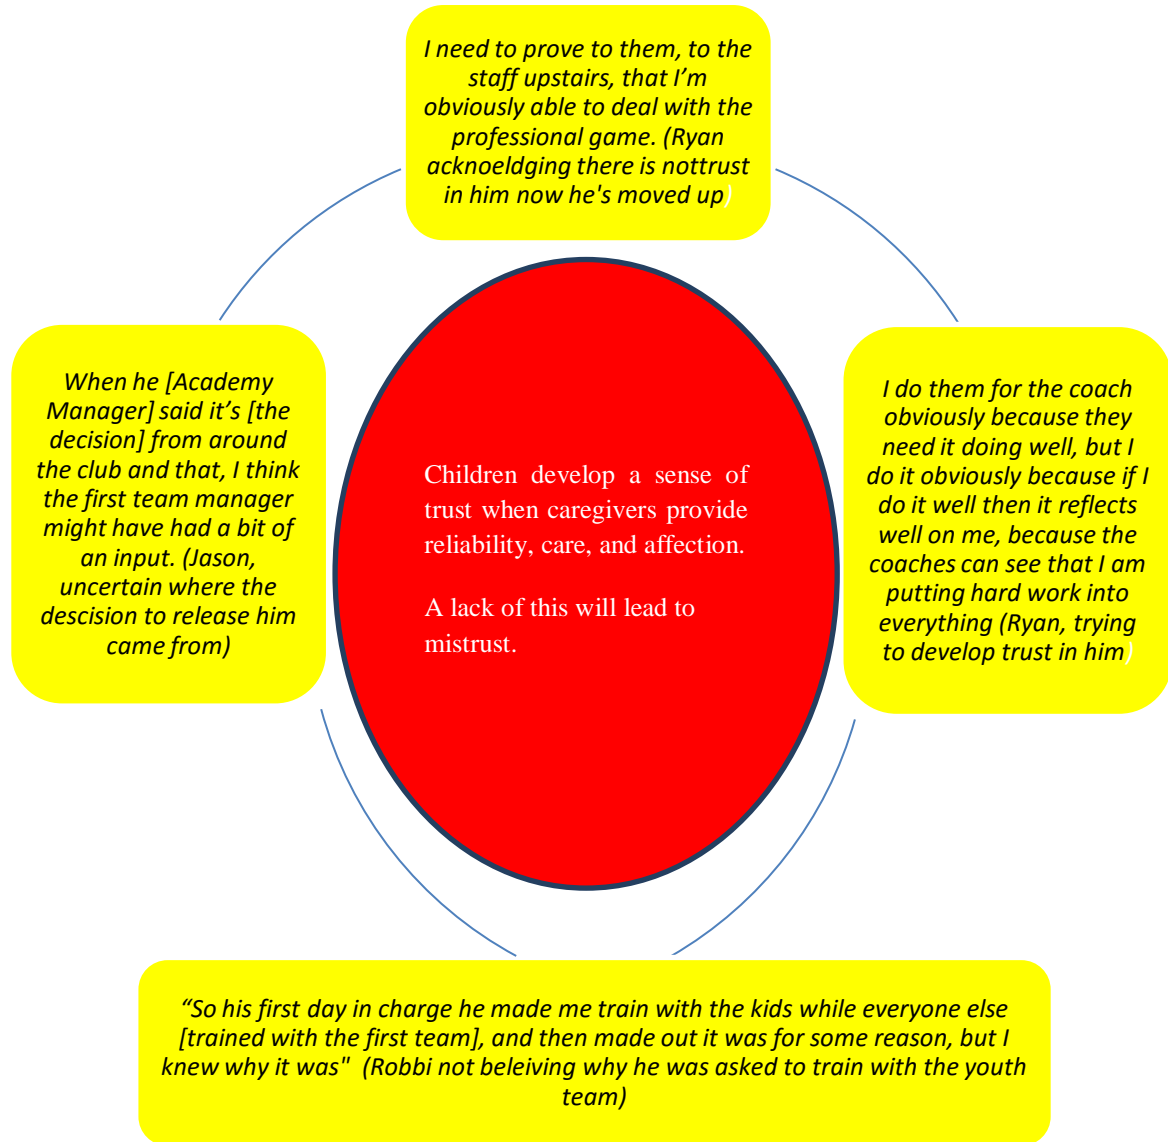 I need to prove to them, to the
staff upstairs, that I’m
obviously able to deal with the
professional game. (Ryan
acknoeldging there is nottrust
in him now he's moved up)
When he [Academy
Manager] said it’s [the
decision] from around
the club and that, I think
the first team manager
might have had a bit of
an input. (Jason,
uncertain where the
descision to release him
came from)
Children develop a sense of
trust when caregivers provide
reliability, care, and affection.
A lack of this will lead to
mistrust.
I do them for the coach
obviously because they
need it doing well, but I
do it obviously because if I
do it well then it reflects
well on me, because the
coaches can see that I am
putting hard work into
everything (Ryan, trying
to develop trust in him)
“So his first day in charge he made me train with the kids while everyone else
[trained with the first team], and then made out it was for some reason, but I
knew why it was" (Robbi not beleiving why he was asked to train with the youth
team)